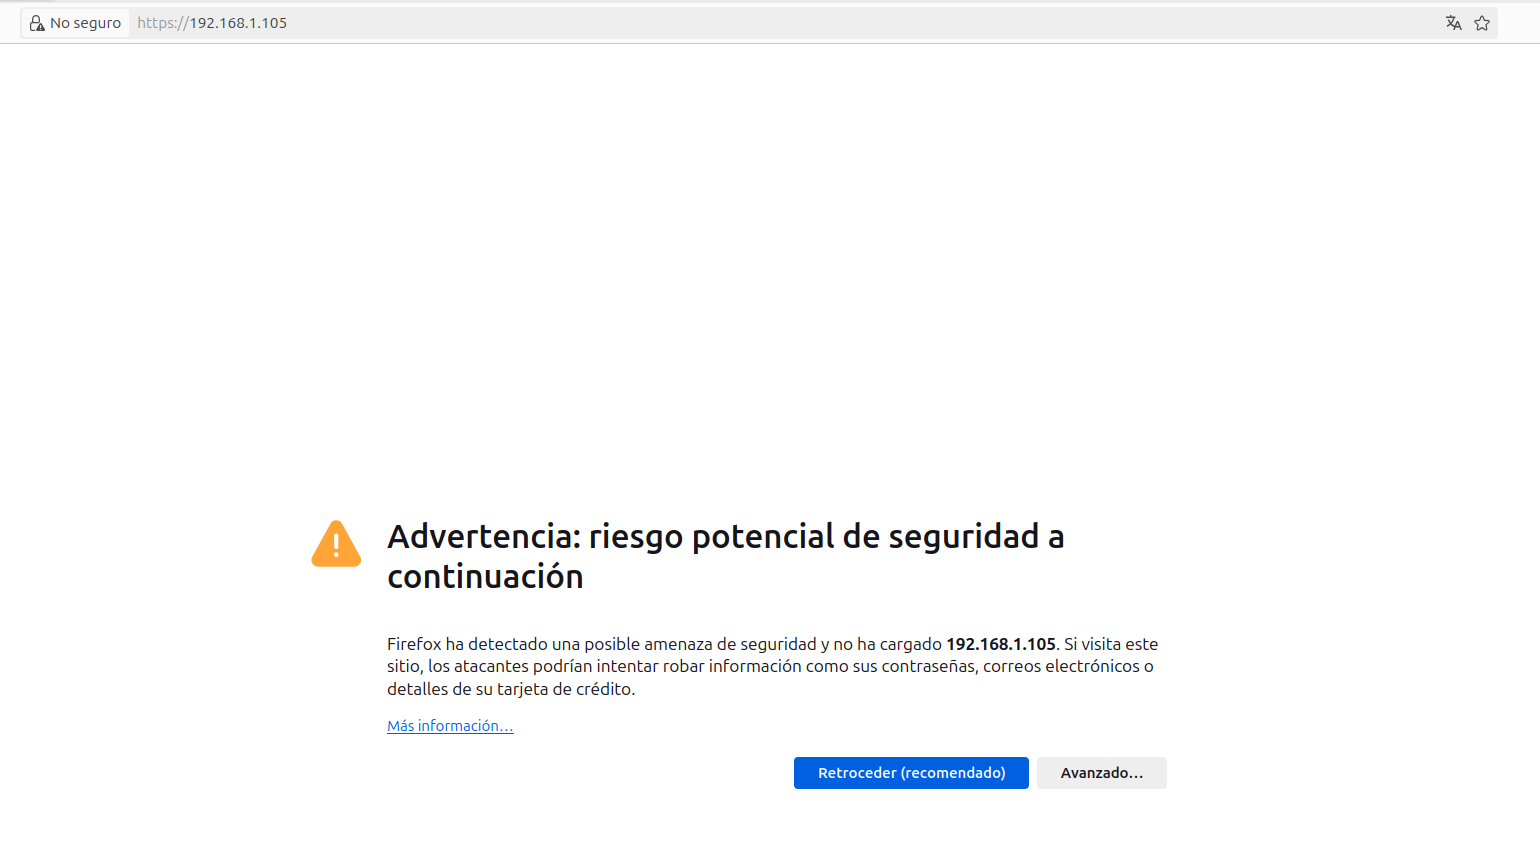 No seguro https://192.168.1.105
Advertencia: riesgo potencial de seguridad a
continuación
Firefox ha detectado una posible amenaza de seguridad y no ha cargado 192.168.1.105. Si visita este
sitio, los atacantes podrían intentar robar información como sus contraseñas, correos electrónicos o
detalles de su tarjeta de crédito.
Más información…
Retroceder (recomendado) Avanzado…